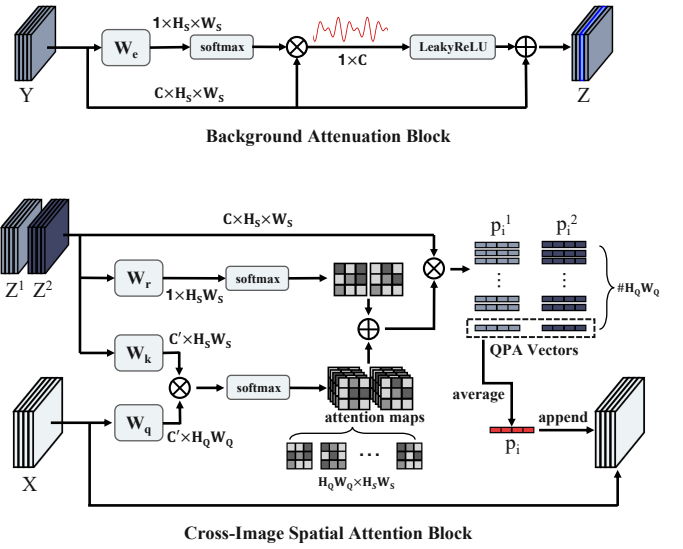 1×H_S×W_S
W_e
softmax
1×C
LeakyReLU
Y
C×H_S×W_S
Z
Background Attenuation Block
C×H_S×W_S
p_i^1 p_i^2
Z^1 Z^2
W_r
softmax
1×H_SW_S
#H_QW_Q
W_k
C'×H_SW_S
QPA Vectors
softmax
W_q
attention maps
average
append
C'×H_QW_Q
p_i
X
H_QW_Q×H_SW_S
Cross-Image Spatial Attention Block